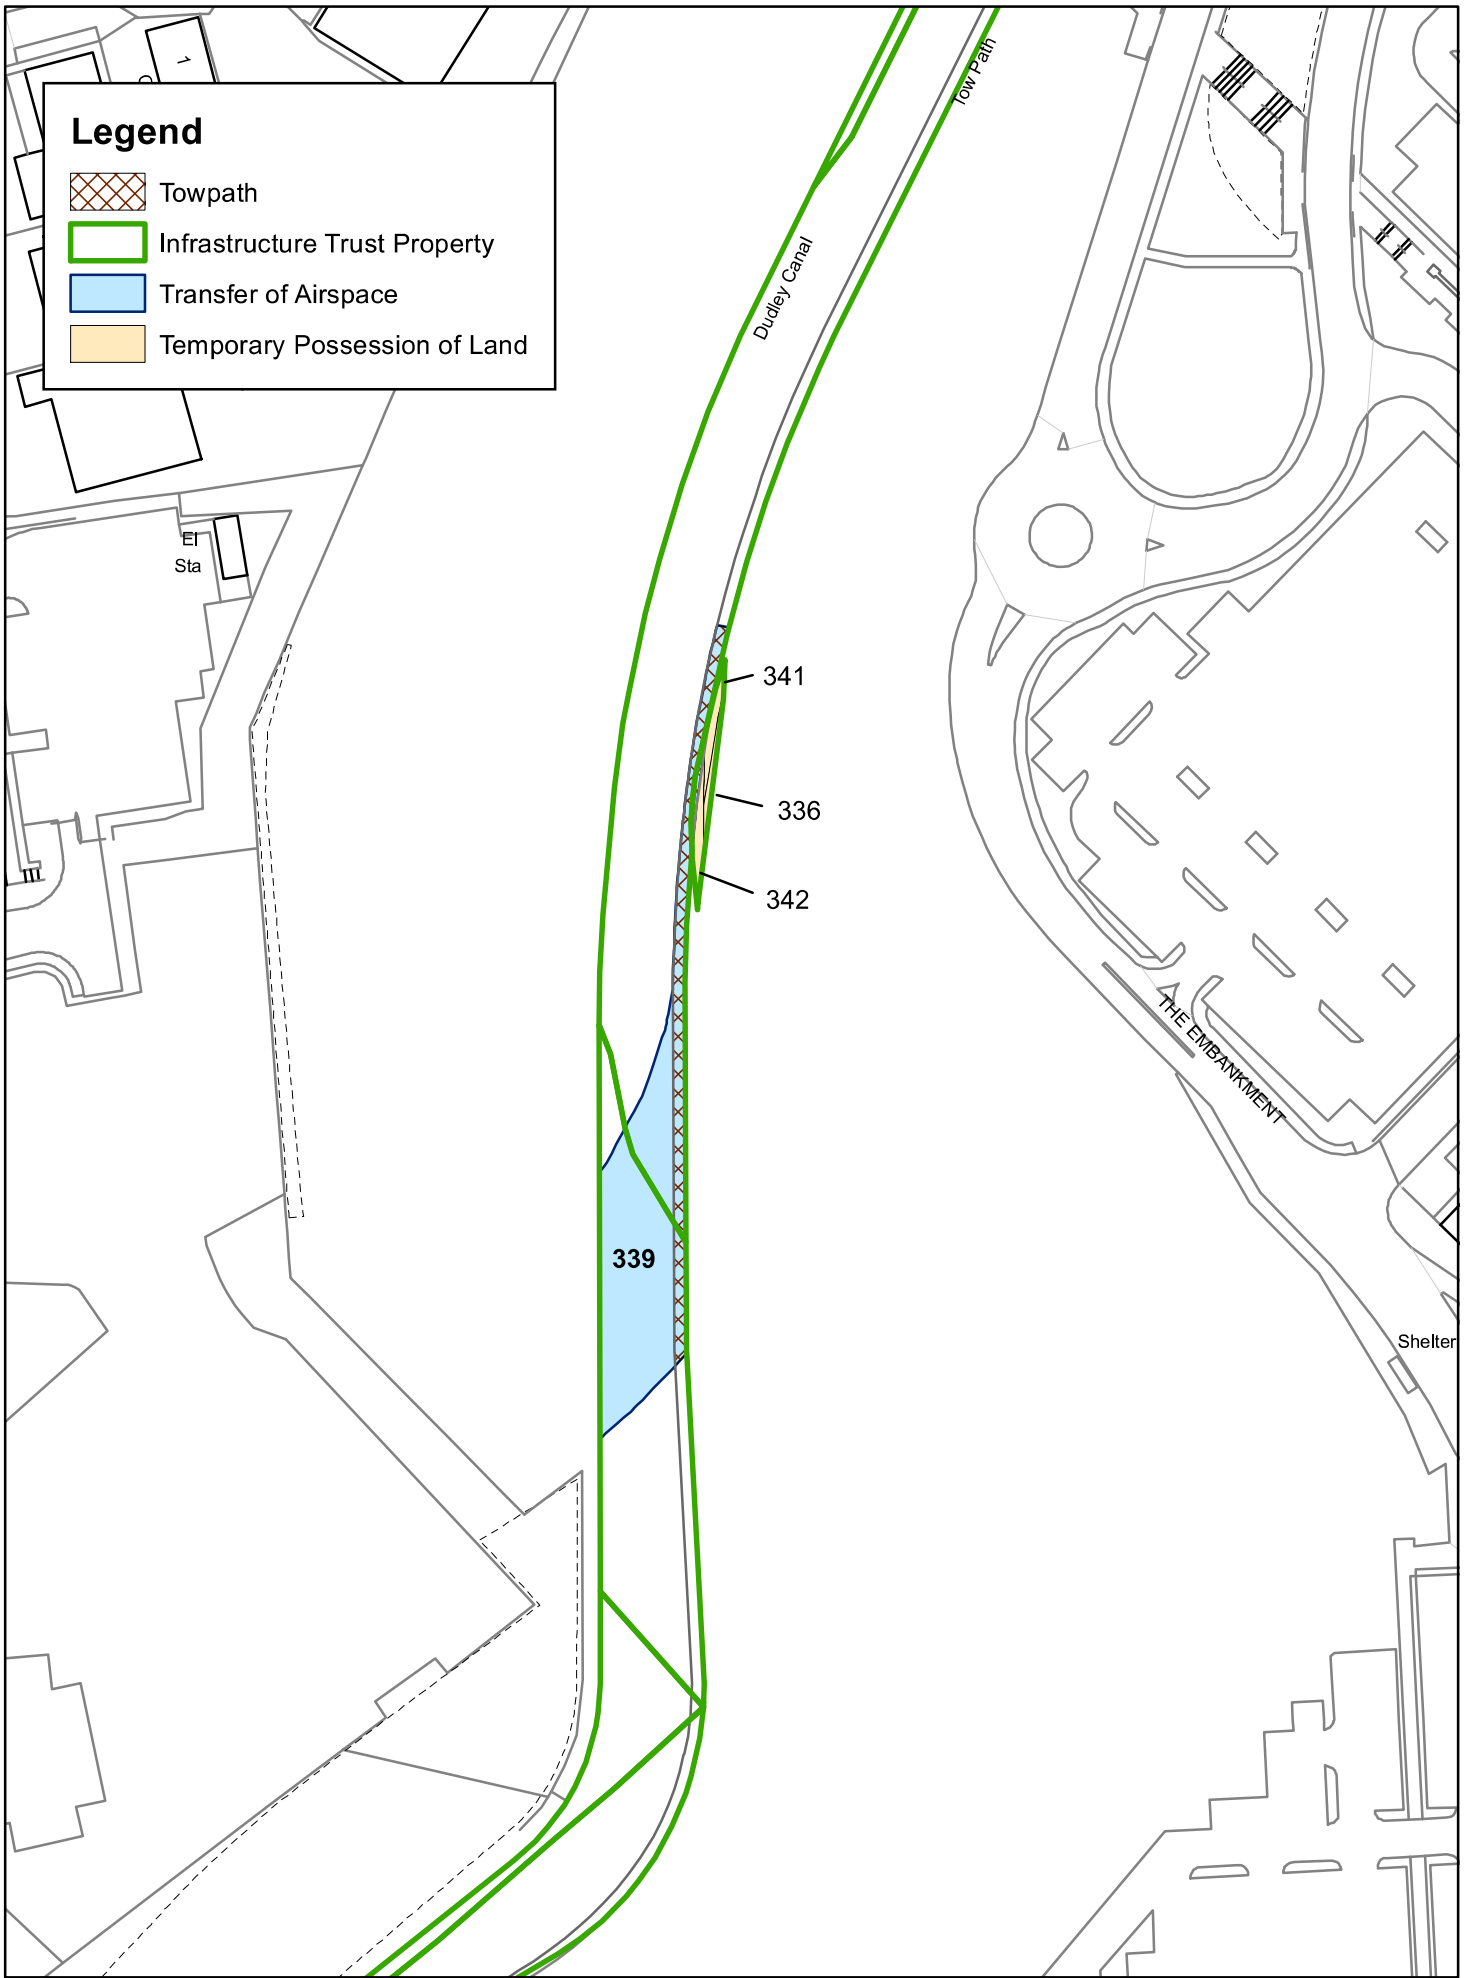 1
Legend
Towpath
Infrastructure Trust Property
Transfer of Airspace
Temporary Possession of Land
Tow Path
Dudley Canal
El
Sta
341
336
342
THE EMBANKMENT
339
Shelter